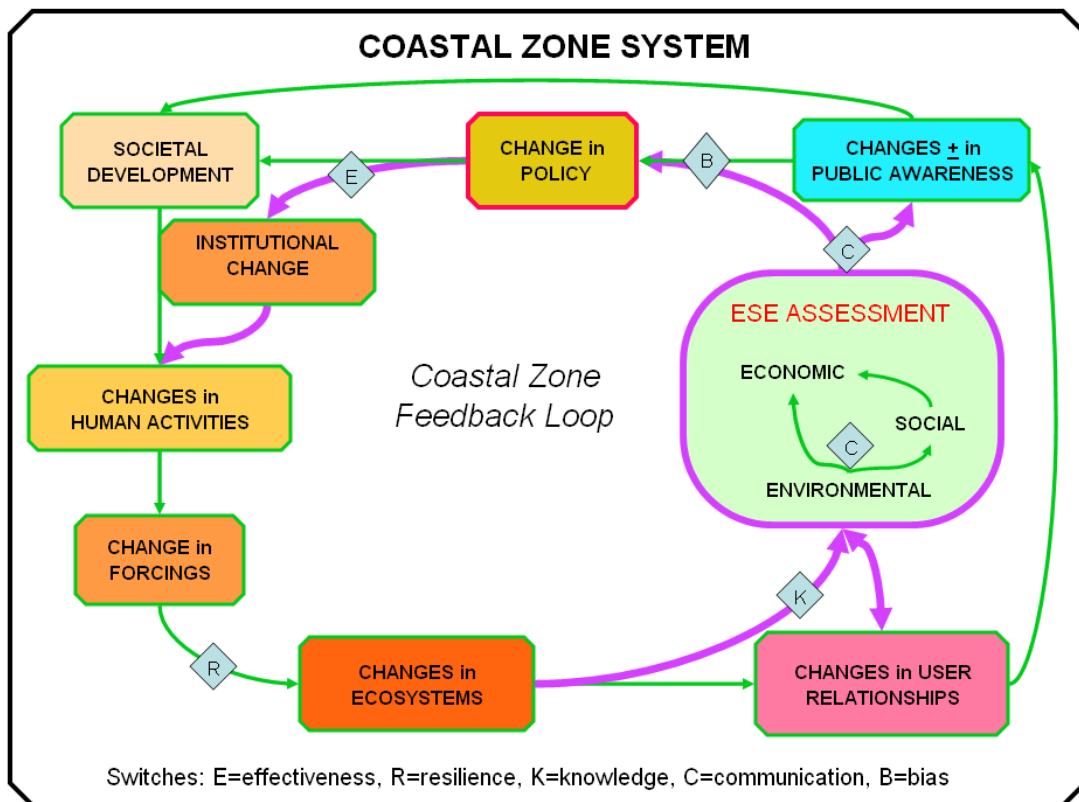 COASTAL ZONE SYSTEM
SOCIETAL
DEVELOPMENT
CHANGE in
POLICY
CHANGES ± in
PUBLIC AWARENESS
E
B
C
INSTITUTIONAL
CHANGE
ESE ASSESSMENT
ECONOMIC
SOCIAL
C
ENVIRONMENTAL
Coastal Zone
Feedback Loop
CHANGES in
HUMAN ACTIVITIES
CHANGE in
FORCINGS
K
R
CHANGES in
ECOSYSTEMS
CHANGES in USER
RELATIONSHIPS
Switches: E=effectiveness, R=resilience, K=knowledge, C=communication, B=bias